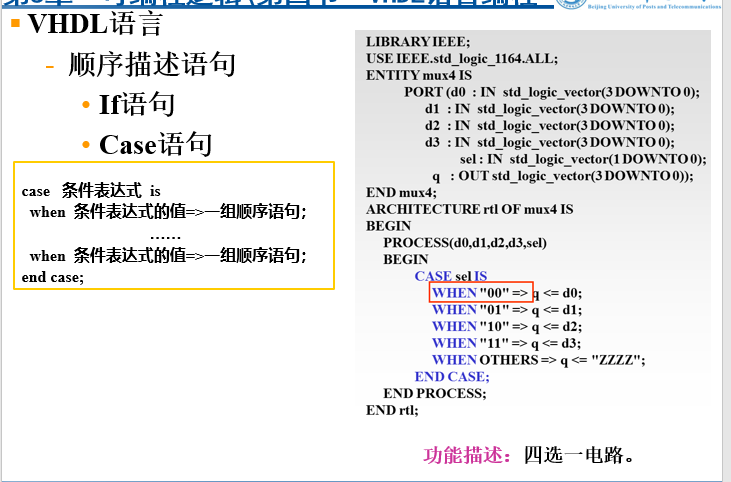 Beijing University of Posts and Telecommunications
VHDL语言
- 顺序描述语句
• If语句
• Case语句
case 条件表达式 is
when 条件表达式的值=>一组顺序语句;
……
when 条件表达式的值=>一组顺序语句;
end case;
LIBRARY IEEE;
USE IEEE.std_logic_1164.ALL;
ENTITY mux4 IS
PORT (d0 : IN std_logic_vector(3 DOWNTO 0);
d1 : IN std_logic_vector(3 DOWNTO 0);
d2 : IN std_logic_vector(3 DOWNTO 0);
d3 : IN std_logic_vector(3 DOWNTO 0);
sel : IN std_logic_vector(1 DOWNTO 0);
q : OUT std_logic_vector(3 DOWNTO 0));
END mux4;
ARCHITECTURE rtl OF mux4 IS
BEGIN
PROCESS(d0,d1,d2,d3,sel)
BEGIN
CASE sel IS
WHEN "00" => q <= d0;
WHEN "01" => q <= d1;
WHEN "10" => q <= d2;
WHEN "11" => q <= d3;
WHEN OTHERS => q <= "ZZZZ";
END CASE;
END PROCESS;
END rtl;
功能描述：四选一电路。